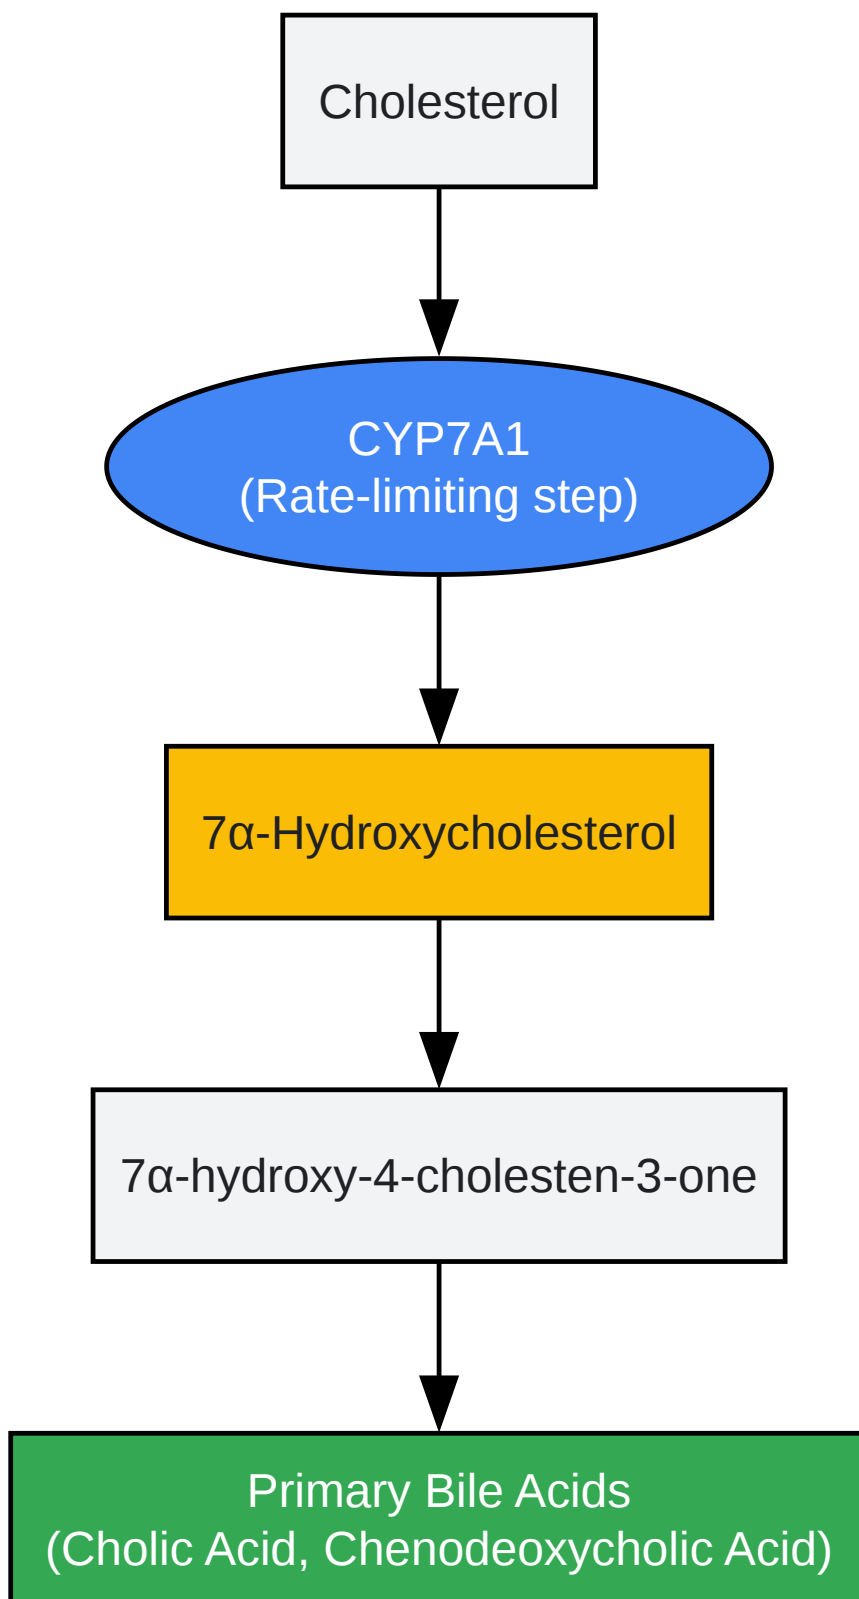 Cholesterol
CYP7A1
(Rate-limiting step)
7α-Hydroxycholesterol
7α-hydroxy-4-cholesten-3-one
Primary Bile Acids
(Cholic Acid, Chenodeoxycholic Acid)